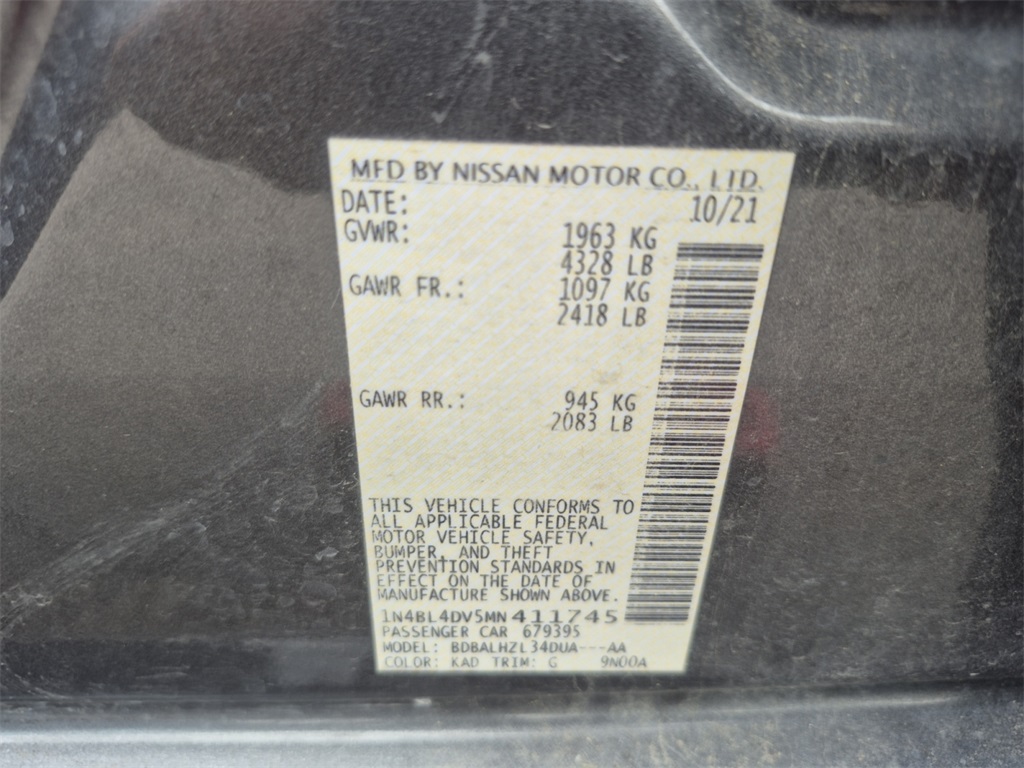 MFD BY NISSAN MOTOR CO., LTD.
DATE: 10/21
GVWR: 1963 KG
4328 LB
GAWR FR.: 1097 KG
2418 LB
GAWR RR.: 945 KG
2083 LB
THIS VEHICLE CONFORMS TO
ALL APPLICABLE FEDERAL
MOTOR VEHICLE SAFETY,
BUMPER, AND THEFT
PREVENTION STANDARDS IN
EFFECT ON THE DATE OF
MANUFACTURE SHOWN ABOVE.
1N4BL4DV5MN411745
PASSENGER CAR 679395
MODEL: BDBALHZL34DUA---AA
COLOR: KAD TRIM: G 9N00A